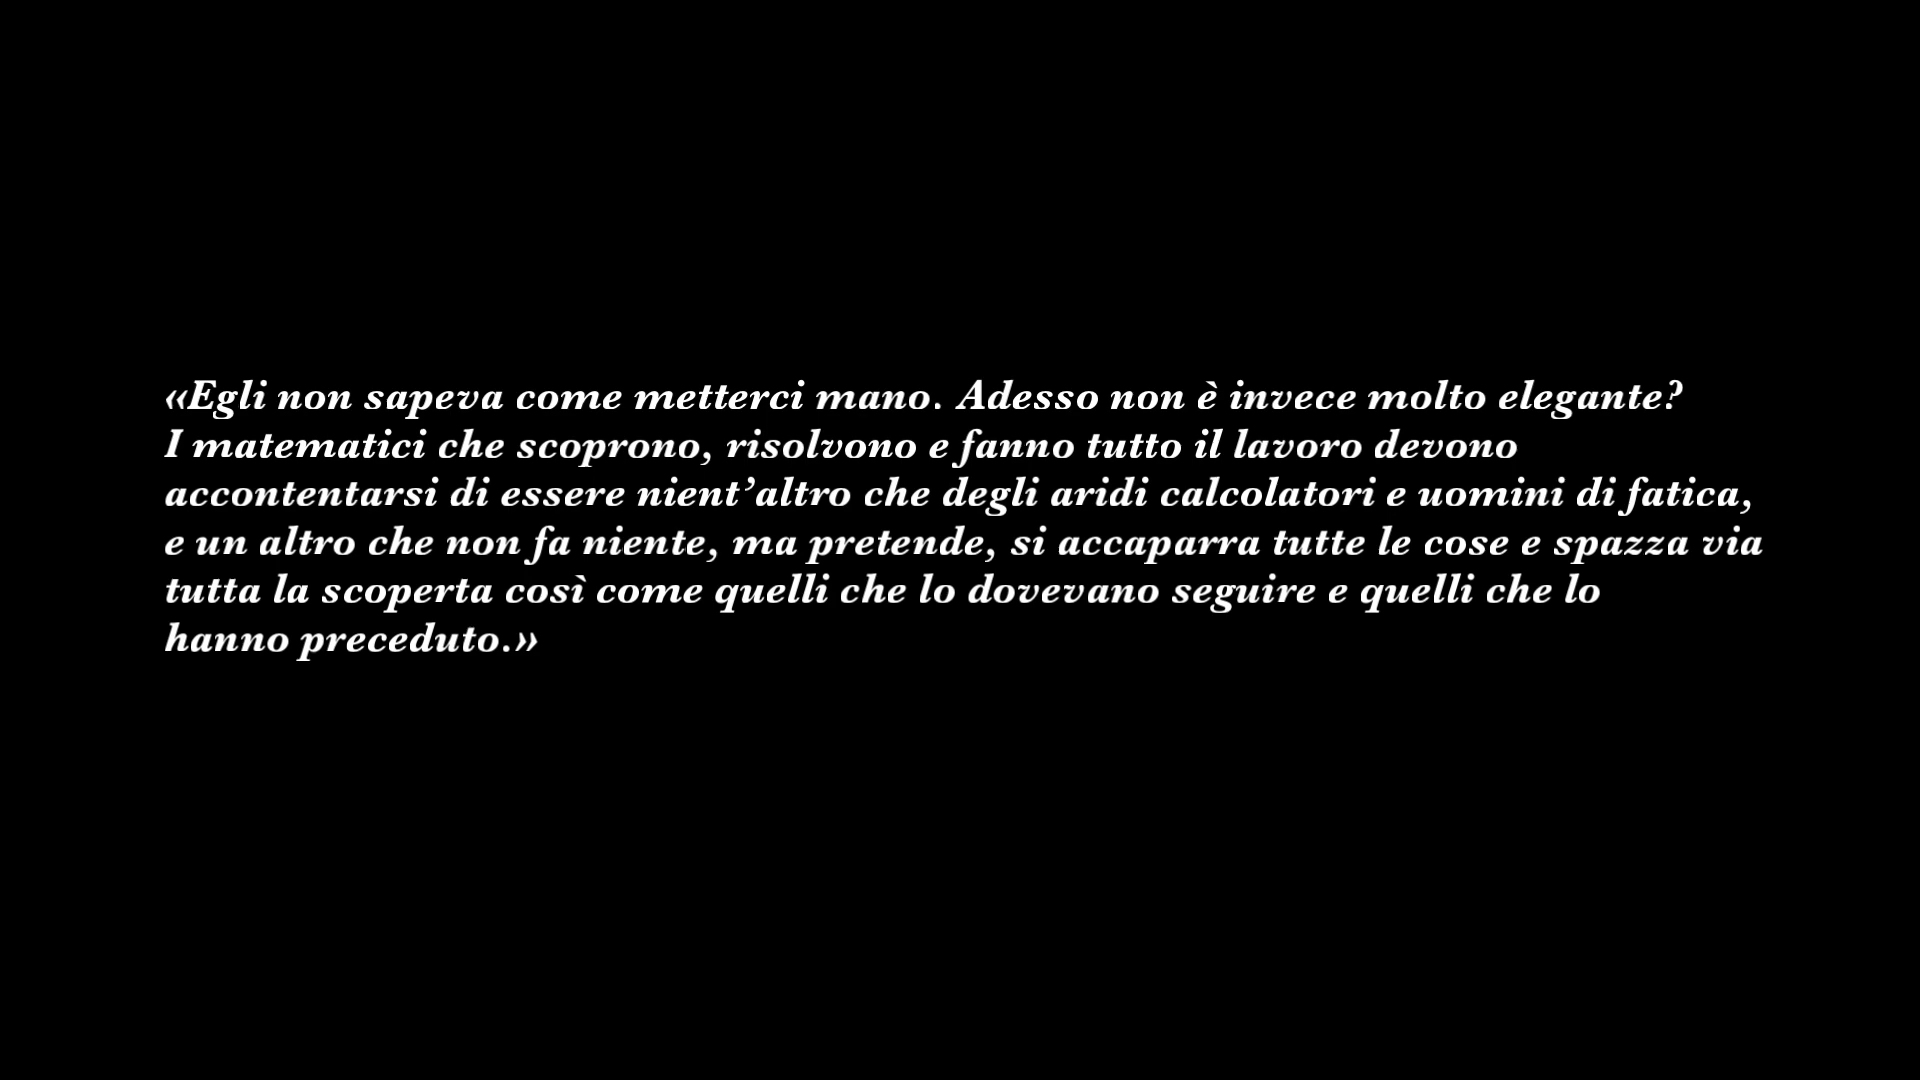 «Egli non sapeva come metterci mano. Adesso non è invece molto elegante?
I matematici che scoprono, risolvono e fanno tutto il lavoro devono
accontentarsi di essere nient’altro che degli aridi calcolatori e uomini di fatica,
e un altro che non fa niente, ma pretende, si accaparra tutte le cose e spazza via
tutta la scoperta così come quelli che lo dovevano seguire e quelli che lo
hanno preceduto.»